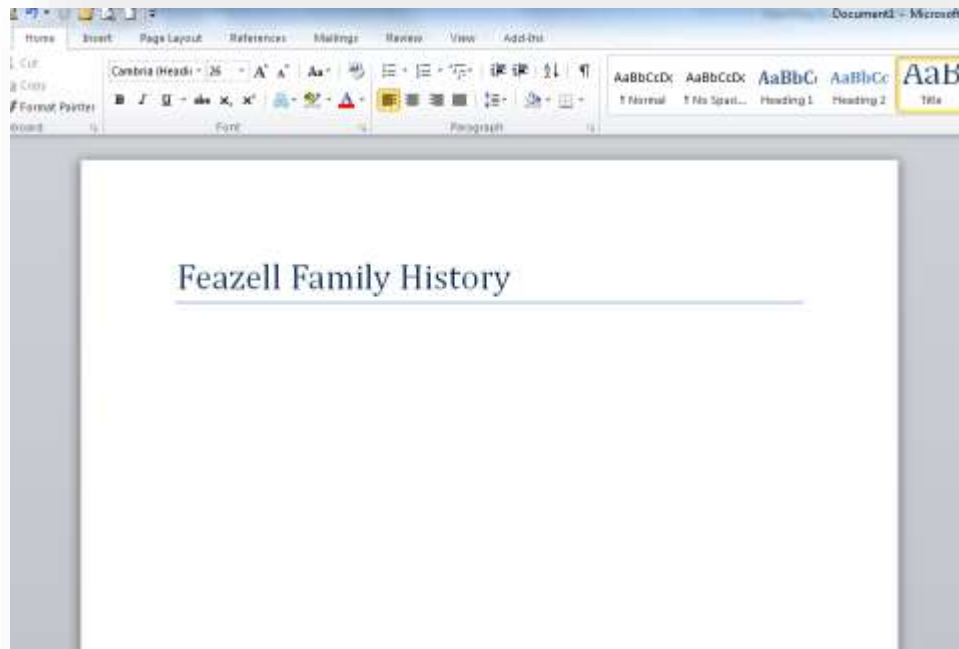 Document1 - Microsoft
Home Insert Page Layout References Mailings Review View Add-Ins
Cut
Copy
Format Painter
Cambria (Headi 26
Aa
B I U abc x, x²
Font
Paragraph
AaBbCcDc AaBbCcDc AaBbC AaBbCc AaB
¶ Normal ¶ No Spaci... Heading 1 Heading 2 Title
Feazell Family History